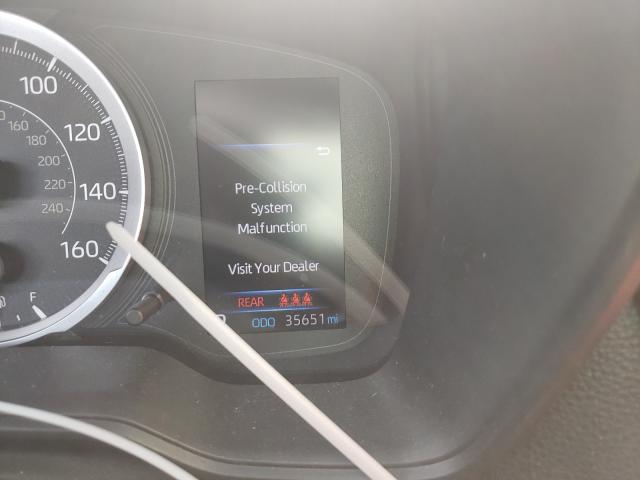 100
120
140
160
160
180
200
220
240
F
Pre-Collision
System
Malfunction
Visit Your Dealer
REAR
ODO 35651 mi